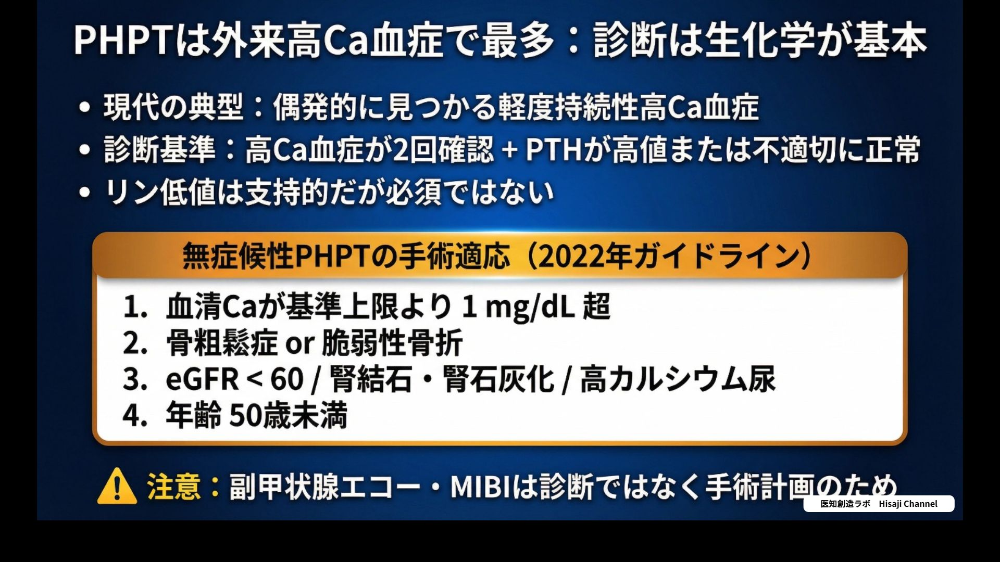 PHPTは外来高Ca血症で最多：診断は生化学が基本
• 現代の典型：偶発的に見つかる軽度持続性高Ca血症
• 診断基準：高Ca血症が2回確認 + PTHが高値または不適切に正常
• リン低値は支持的だが必須ではない
無症候性PHPTの手術適応（2022年ガイドライン）
1. 血清Caが基準上限より 1 mg/dL 超
2. 骨粗鬆症 or 脆弱性骨折
3. eGFR < 60 / 腎結石・腎石灰化 / 高カルシウム尿
4. 年齢 50歳未満
注意：副甲状腺エコー・MIBIは診断ではなく手術計画のため
医知創造ラボ　Hisaji Channel